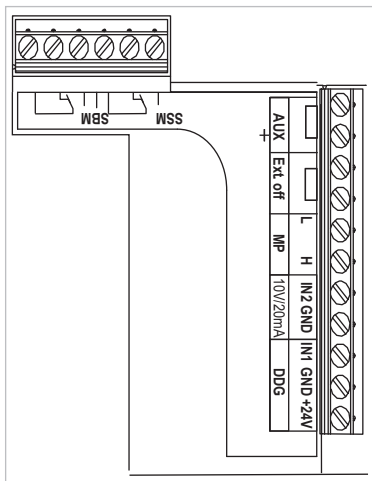 SBM
SSM
AUX
+
Ext off
L
MP
H
10V/20mA
IN2 GND
DDG
IN1 GND +24V